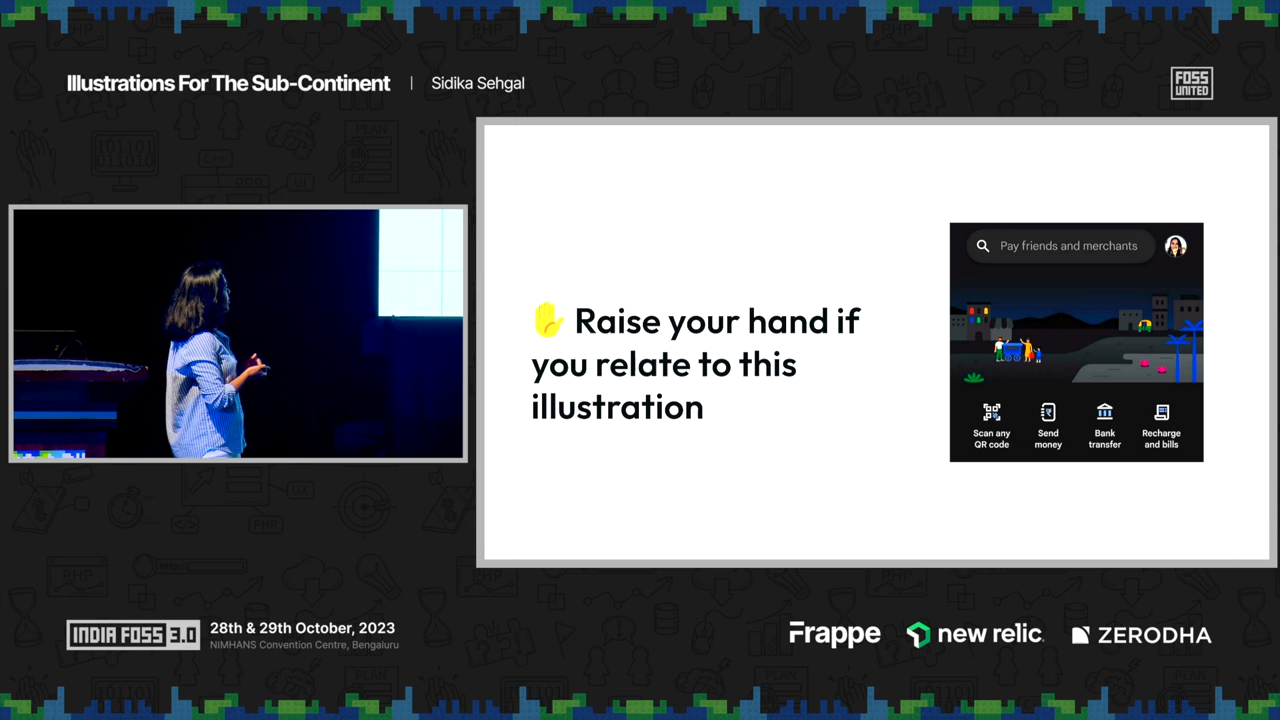 Illustrations For The Sub-Continent | Sidika Sehgal
FOSS
UNITED
✋ Raise your hand if
you relate to this
illustration
Pay friends and merchants
Scan any
QR code
Send
money
Bank
transfer
Recharge
and bills
INDIA FOSS 3.0
28th & 29th October, 2023
NIMHANS Convention Centre, Bengaluru
Frappe
new relic
ZERODHA